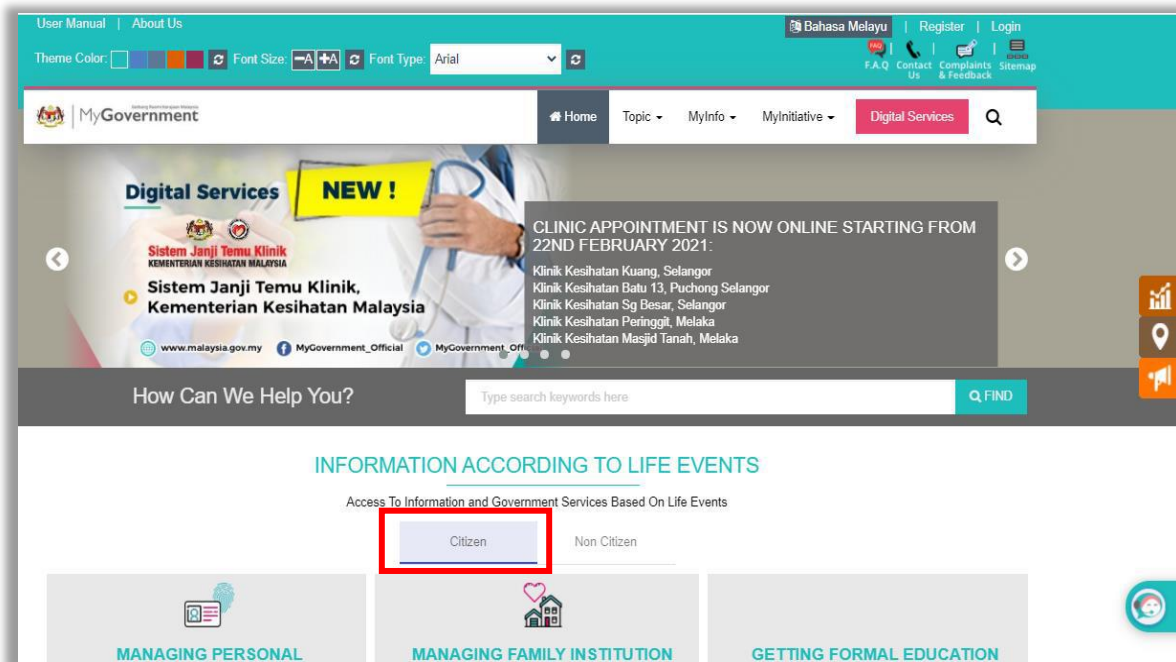 User Manual | About Us
Bahasa Melayu | Register | Login
Theme Color: Font Size: -A +A Font Type: Arial
FAQ
F.A.Q Contact Us Complaints & Feedback Sitemap
MyGovernment
Home Topic MyInfo MyInitiative Digital Services
Digital Services NEW !
Sistem Janji Temu Klinik
KEMENTERIAN KESIHATAN MALAYSIA
Sistem Janji Temu Klinik,
Kementerian Kesihatan Malaysia
www.malaysia.gov.my MyGovernment_Official MyGovernment_Offic
CLINIC APPOINTMENT IS NOW ONLINE STARTING FROM
22ND FEBRUARY 2021:
Klinik Kesihatan Kuang, Selangor
Klinik Kesihatan Batu 13, Puchong Selangor
Klinik Kesihatan Sg Besar, Selangor
Klinik Kesihatan Peringgit, Melaka
Klinik Kesihatan Masjid Tanah, Melaka
How Can We Help You? Type search keywords here FIND
INFORMATION ACCORDING TO LIFE EVENTS
Access To Information and Government Services Based On Life Events
Citizen Non Citizen
MANAGING PERSONAL MANAGING FAMILY INSTITUTION GETTING FORMAL EDUCATION